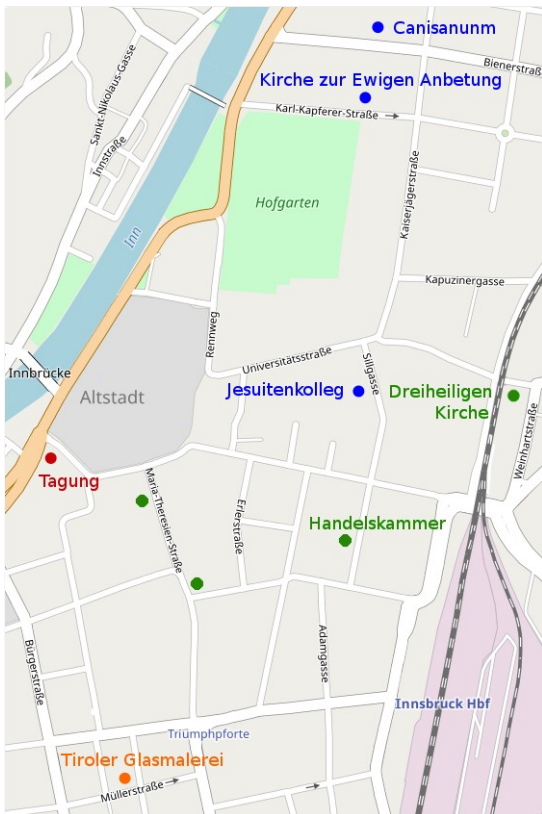 Canisanunm
Bienerstraß
Kirche zur Ewigen Anbetung
Karl-Kapferer-Straße
Sankt-Nikolaus-Gasse
Innstraße
Hofgarten
Kaiserjägerstraße
Inn
Kapuzinergasse
Rennweg
Universitätsstraße
Sillgasse
Innbrücke
Altstadt
Jesuitenkolleg
Dreiheiligen
Kirche
Weinhartstraße
Tagung
Maria-Theresien-Straße
Erlerstraße
Handelskammer
Bürgerstraße
Adamgasse
Innsbruck Hbf
Triümphpforte
Tiroler Glasmalerei
Müllerstraße